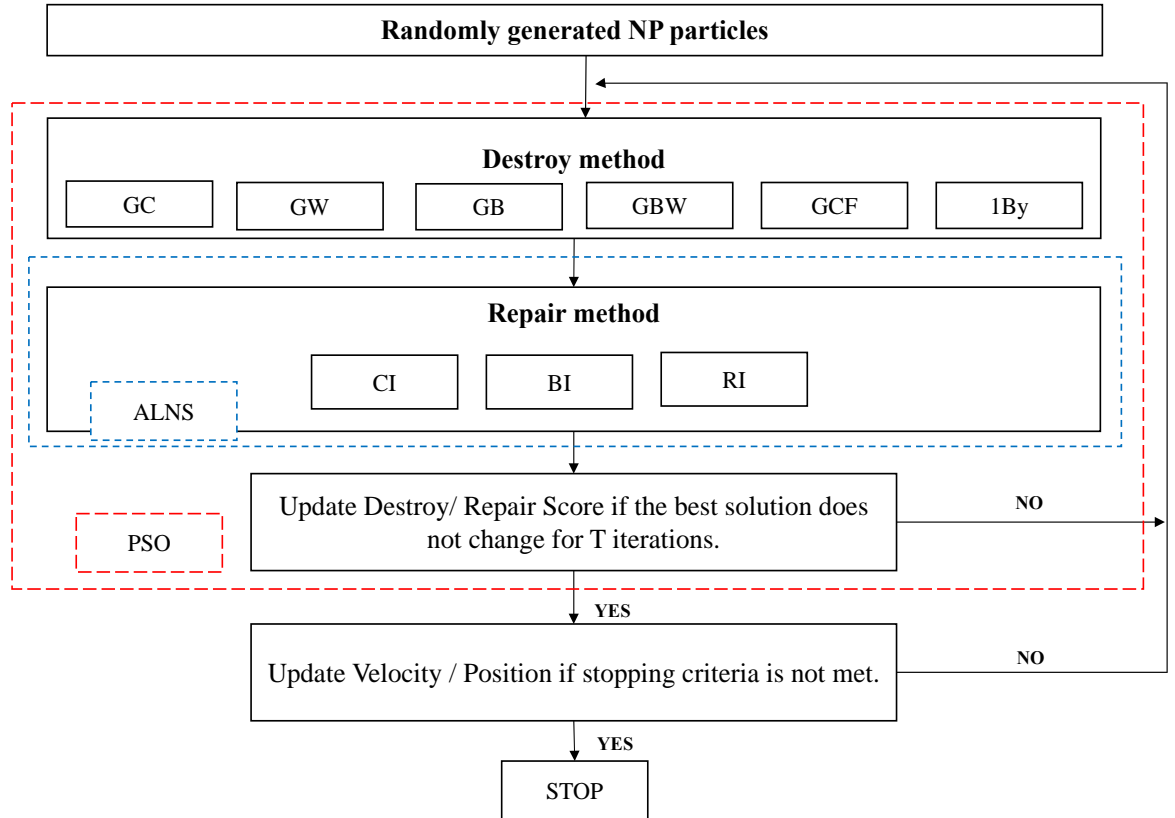 Randomly generated NP particles
Destroy method
GC
GW
GB
GBW
GCF
1By
Repair method
CI
BI
RI
ALNS
Update Destroy/ Repair Score if the best solution does
not change for T iterations.
NO
PSO
YES
Update Velocity / Position if stopping criteria is not met.
NO
YES
STOP